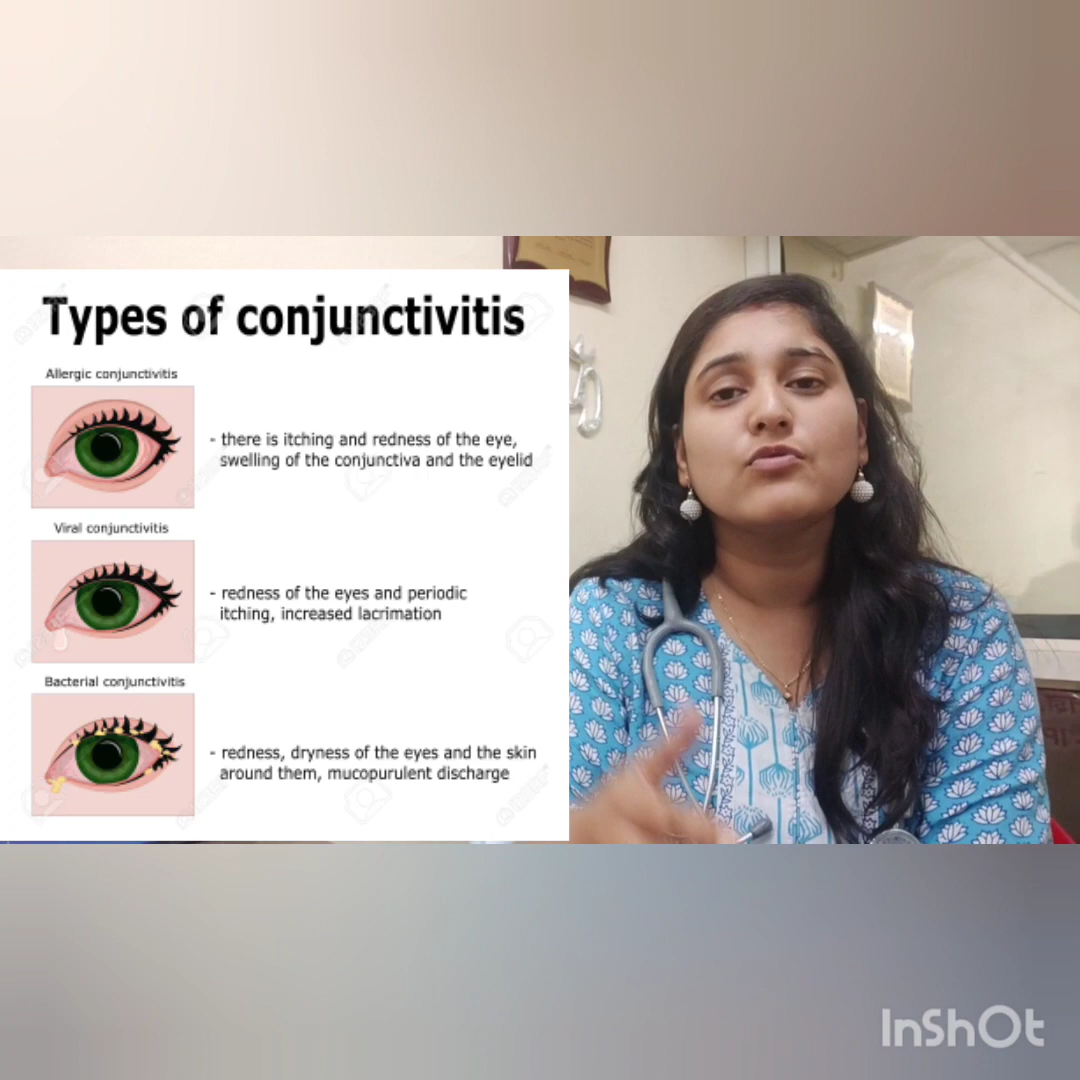 Types of conjunctivitis
Allergic conjunctivitis
- there is itching and redness of the eye,
swelling of the conjunctiva and the eyelid
Viral conjunctivitis
- redness of the eyes and periodic
itching, increased lacrimation
Bacterial conjunctivitis
- redness, dryness of the eyes and the skin
around them, mucopurulent discharge
InShOt